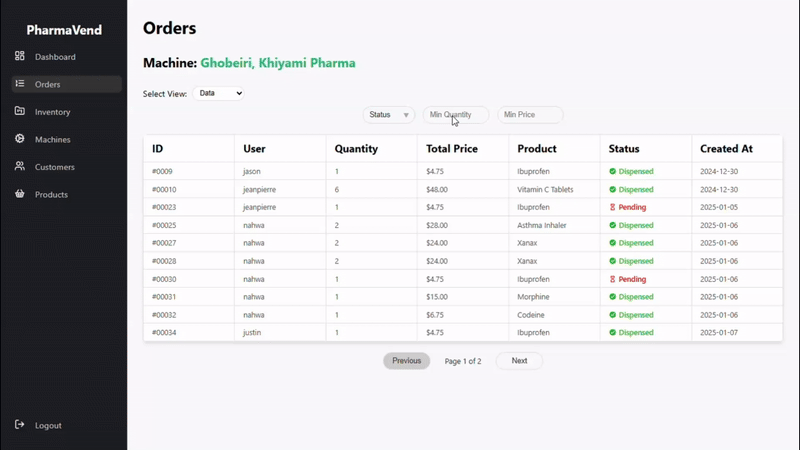 PharmaVend
Dashboard
Orders
Inventory
Machines
Customers
Products
Logout
Orders
Machine: Ghobeiri, Khiyami Pharma
Select View: Data
Status Min Quantity Min Price
ID User Quantity Total Price Product Status Created At
#0009 jason 1 $4.75 Ibuprofen Dispensed 2024-12-30
#00010 jeanpierre 6 $48.00 Vitamin C Tablets Dispensed 2024-12-30
#00023 jeanpierre 1 $4.75 Ibuprofen Pending 2025-01-05
#00025 nahwa 2 $28.00 Asthma Inhaler Dispensed 2025-01-06
#00027 nahwa 2 $24.00 Xanax Dispensed 2025-01-06
#00028 nahwa 2 $24.00 Xanax Dispensed 2025-01-06
#00030 nahwa 1 $4.75 Ibuprofen Pending 2025-01-06
#00031 nahwa 1 $15.00 Morphine Dispensed 2025-01-06
#00032 nahwa 1 $6.75 Codeine Dispensed 2025-01-06
#00034 justin 1 $4.75 Ibuprofen Dispensed 2025-01-07
Previous Page 1 of 2 Next